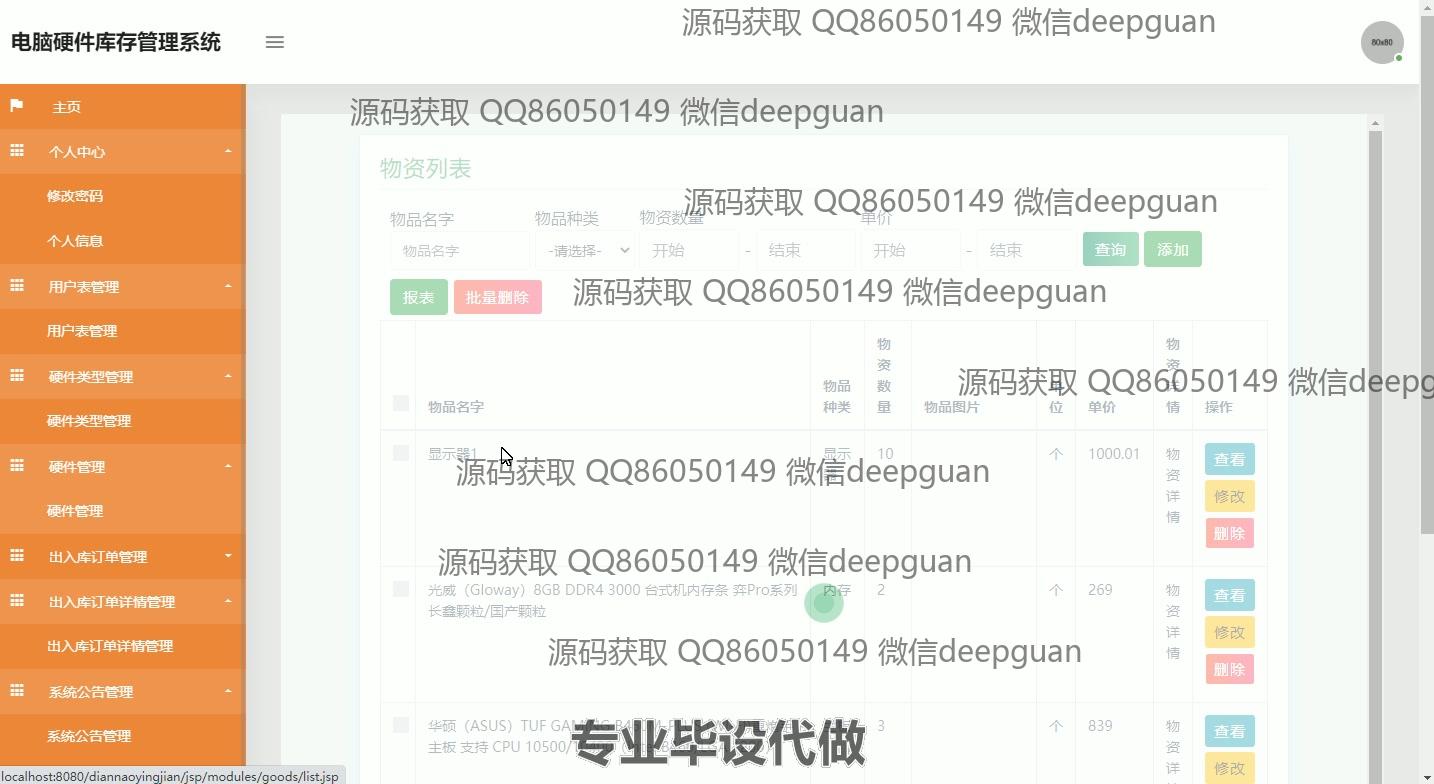 源码获取 QQ86050149 微信deepguan
电脑硬件库存管理系统
80x80
源码获取 QQ86050149 微信deepguan
主页
个人中心
修改密码
个人信息
用户表管理
用户表管理
硬件类型管理
硬件类型管理
硬件管理
硬件管理
出入库订单管理
出入库订单详情管理
出入库订单详情管理
系统公告管理
系统公告管理
物资列表
源码获取 QQ86050149 微信deepguan
物品名字 物品种类 物资数量 单价
物品名字 -请选择- 开始 - 结束 开始 - 结束 查询 添加
报表 批量删除
源码获取 QQ86050149 微信deepguan
源码获取 QQ86050149 微信deepg
物品名字 物品种类 物资数量 物品图片 单位 单价 物资详情 操作
显示器1 显示器 10 个 1000.01 物资详情 查看 修改 删除
源码获取 QQ86050149 微信deepguan
源码获取 QQ86050149 微信deepguan
光威（Gloway）8GB DDR4 3000 台式机内存条 弈Pro系列
长鑫颗粒/国产颗粒
内存 2 个 269 物资详情 查看 修改 删除
源码获取 QQ86050149 微信deepguan
华硕（ASUS）TUF GAMING
主板 支持 CPU 10500/
3 个 839 物资详 查看 修改
专业毕设代做
localhost:8080/diannaoyingjian/jsp/modules/goods/list.jsp